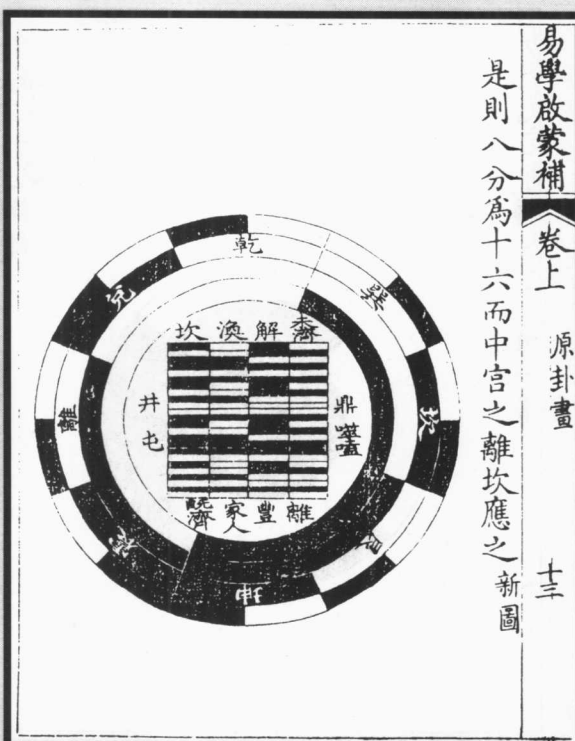 易學啟蒙補
卷上
原卦畫
十三
是則八分爲十六而中宮之離坎應之
新圖
乾
兌
離
震
巽
坎
艮
坤
坎 渙 解 未濟
井 鼎
屯 噬嗑
既濟 家人 豐 離